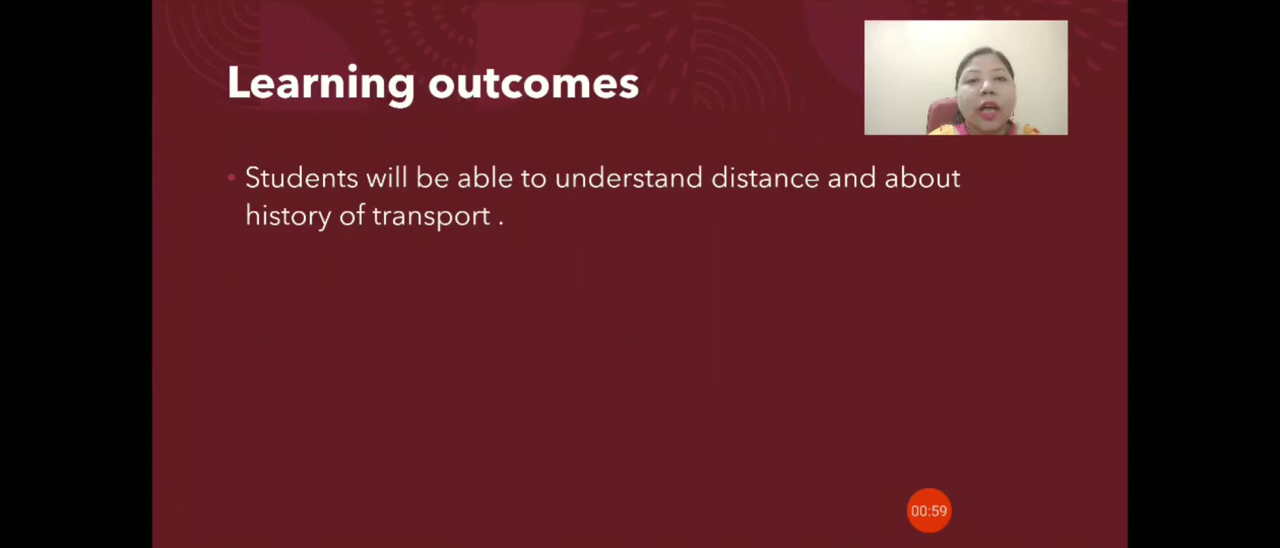 Learning outcomes
• Students will be able to understand distance and about
history of transport .
00:59